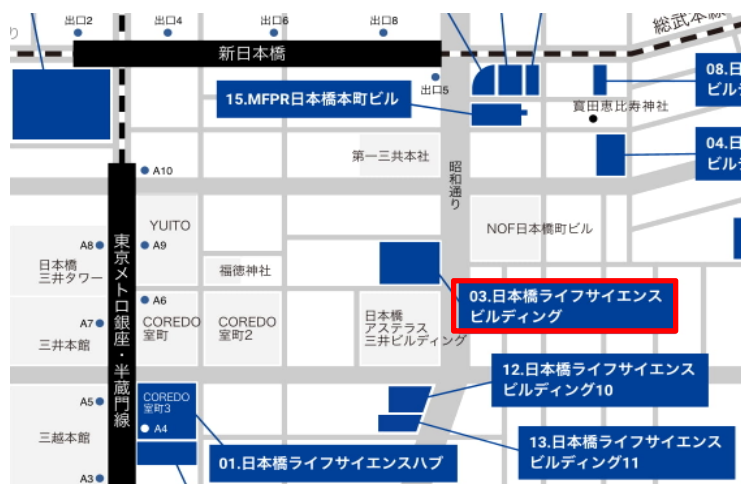 出口2
出口4
出口6
出口8
総武本線
新日本橋
出口5
15.MFPR日本橋本町ビル
08.日
ビルデ
寳田恵比寿神社
04.日
ビルデ
第一三共本社
昭和通り
A10
YUITO
A9
A8
日本橋
三井タワー
東京メトロ銀座・半蔵門線
福徳神社
NOF日本橋町ビル
03.日本橋ライフサイエンス
ビルディング
A6
COREDO
室町
COREDO
室町2
日本橋
アステラス
三井ビルディング
A7
三井本館
12.日本橋ライフサイエンス
ビルディング10
COREDO
室町3
A4
A5
三越本館
13.日本橋ライフサイエンス
ビルディング11
01.日本橋ライフサイエンスハブ
A3